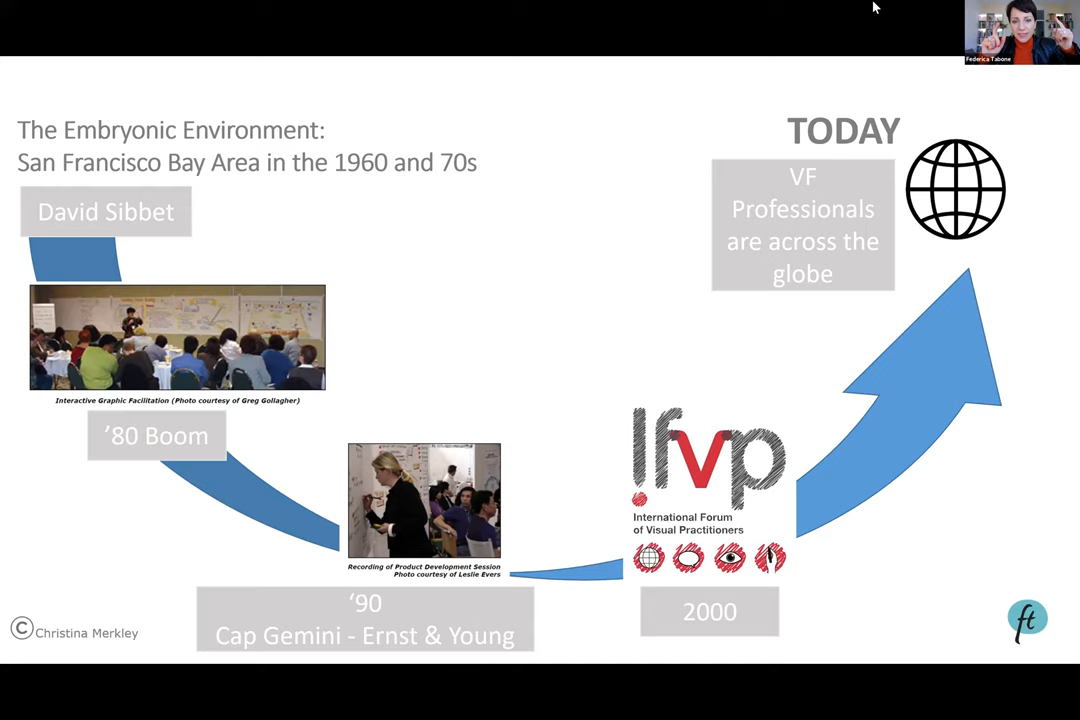 Federica Tabone
The Embryonic Environment:
San Francisco Bay Area in the 1960 and 70s
David Sibbet
Interactive Graphic Facilitation (Photo courtesy of Greg Gollagher)
’80 Boom
Recording of Product Development Session
Photo courtesy of Leslie Evers
‘90
Cap Gemini - Ernst & Young
ifvp
International Forum
of Visual Practitioners
2000
TODAY
VF
Professionals
are across the
globe
© Christina Merkley
ft